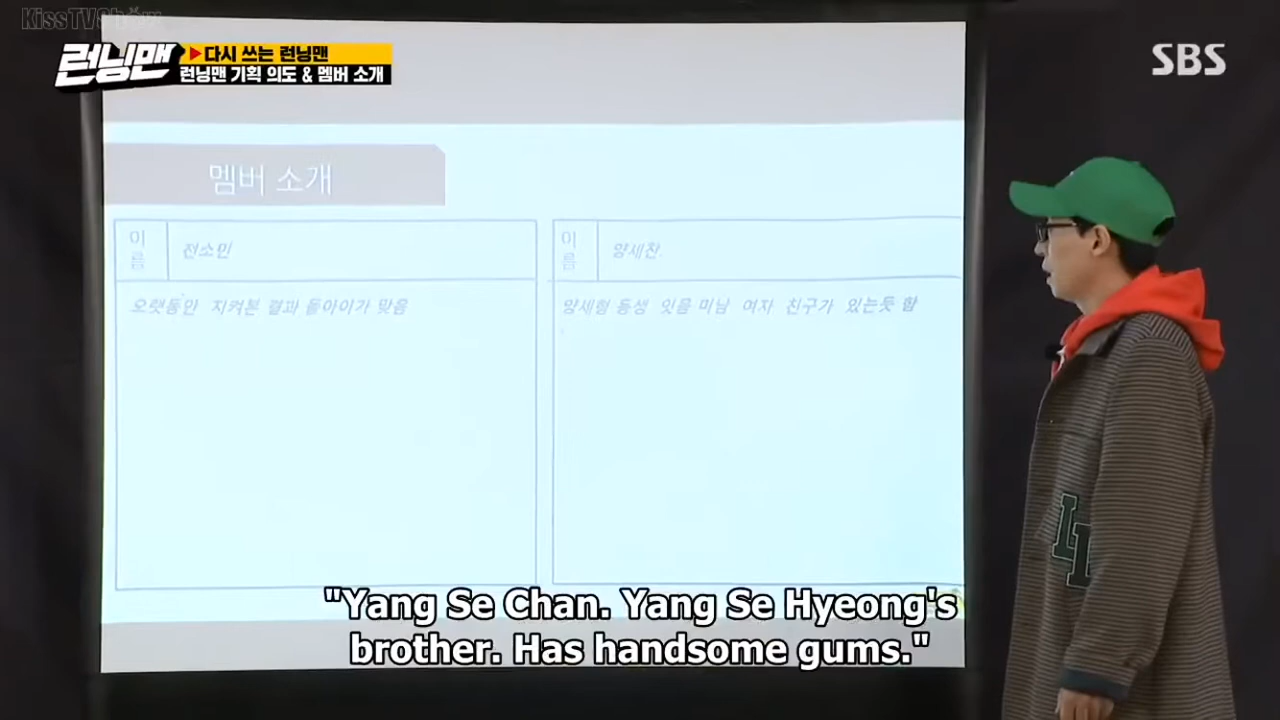 KissTVShow
런닝맨
▶다시 쓰는 런닝맨
런닝맨 기획 의도 & 멤버 소개
SBS
멤버 소개
이름
전소민
오랫동안 지켜본 결과 돌아이가 맞음
이름
양세찬
양세형 동생 잇몸 미남 여자 친구가 있는듯 함
LL
"Yang Se Chan. Yang Se Hyeong's
brother. Has handsome gums."